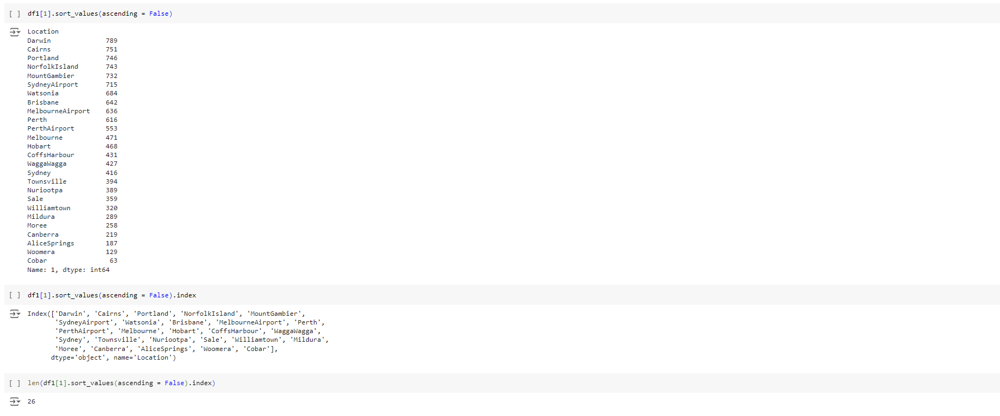 [ ] df1[1].sort_values(ascending = False)
Location
Darwin              789
Cairns              751
Portland            746
NorfolkIsland       743
MountGambier        732
SydneyAirport       715
Watsonia            684
Brisbane            642
MelbourneAirport    636
Perth               616
PerthAirport        553
Melbourne           471
Hobart              468
CoffsHarbour        431
WaggaWagga          427
Sydney              416
Townsville          394
Nuriootpa           389
Sale                359
Williamtown         320
Mildura             289
Moree               258
Canberra            219
AliceSprings        187
Woomera             129
Cobar                63
Name: 1, dtype: int64
[ ] df1[1].sort_values(ascending = False).index
Index(['Darwin', 'Cairns', 'Portland', 'NorfolkIsland', 'MountGambier',
       'SydneyAirport', 'Watsonia', 'Brisbane', 'MelbourneAirport', 'Perth',
       'PerthAirport', 'Melbourne', 'Hobart', 'CoffsHarbour', 'WaggaWagga',
       'Sydney', 'Townsville', 'Nuriootpa', 'Sale', 'Williamtown', 'Mildura',
       'Moree', 'Canberra', 'AliceSprings', 'Woomera', 'Cobar'],
      dtype='object', name='Location')
[ ] len(df1[1].sort_values(ascending = False).index)
26